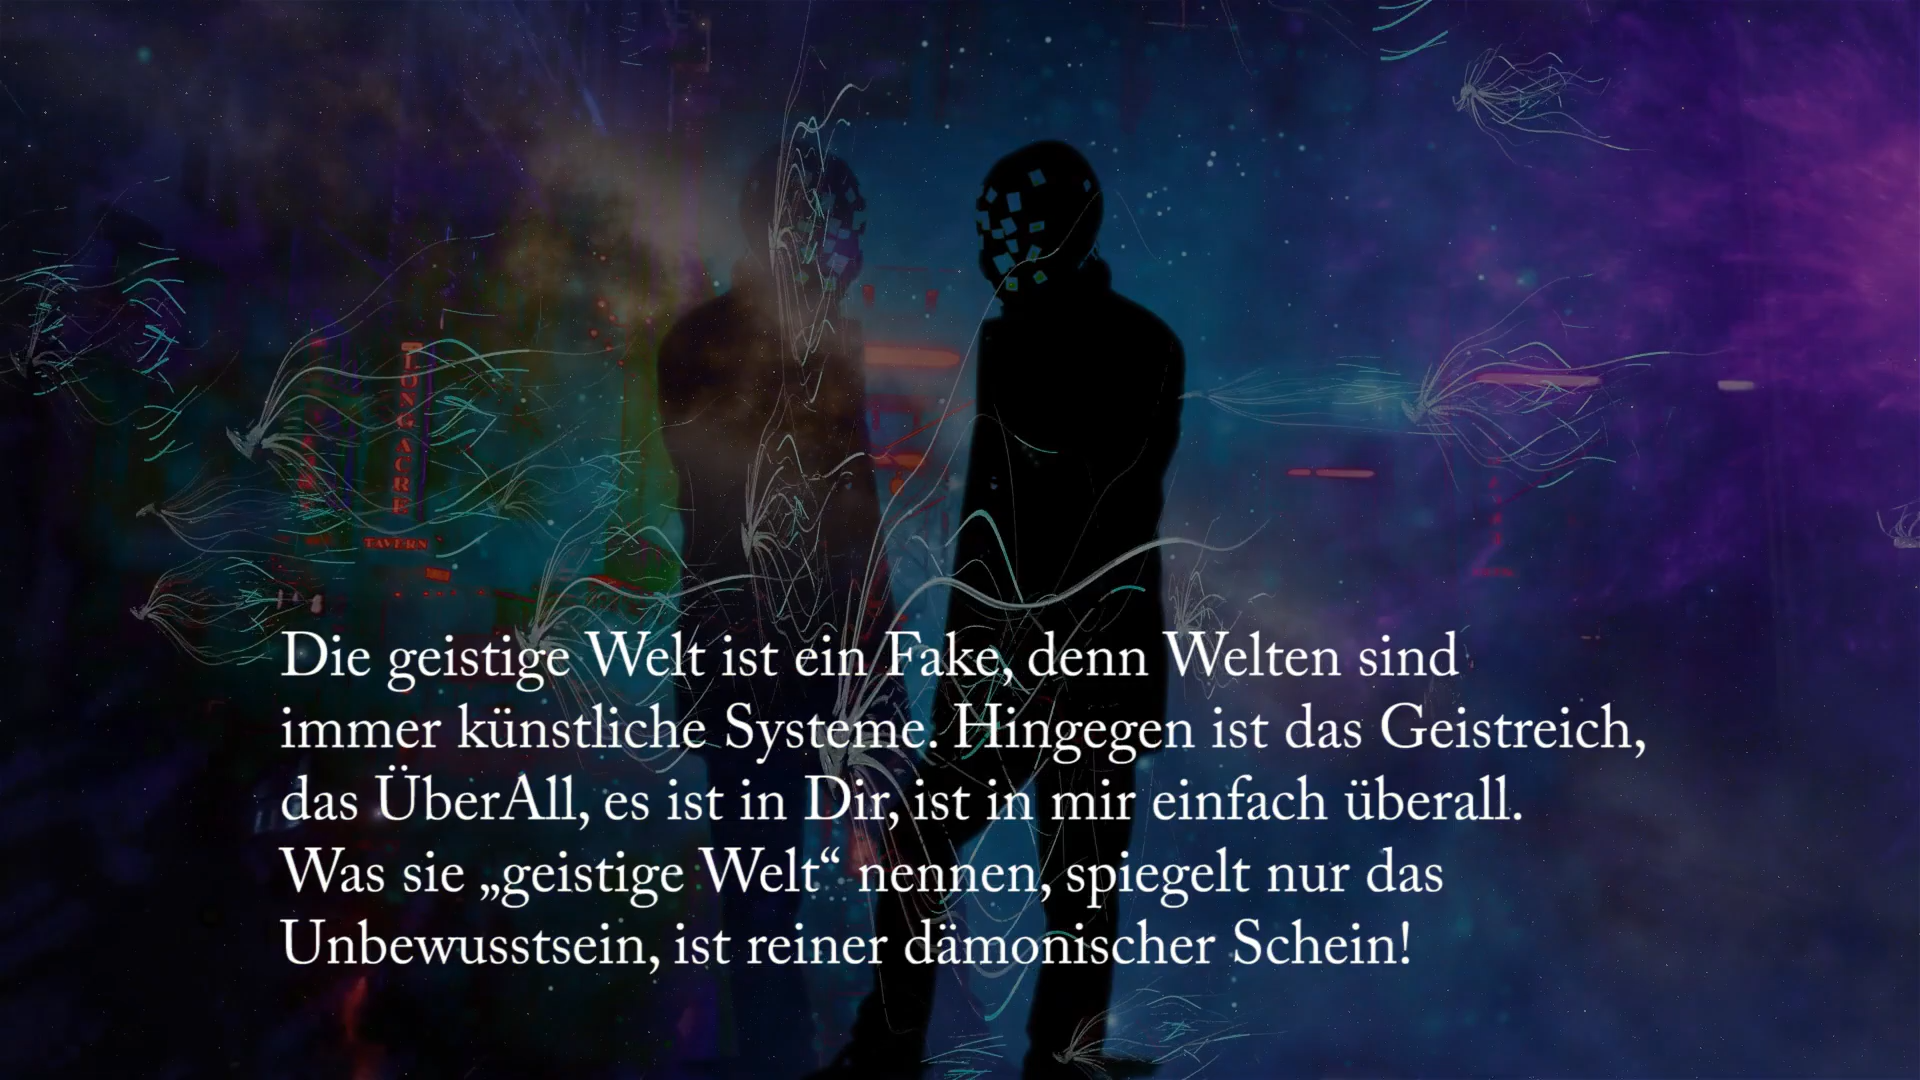 LONGACRE
TAVERN
Die geistige Welt ist ein Fake, denn Welten sind
immer künstliche Systeme. Hingegen ist das Geistreich,
das ÜberAll, es ist in Dir, ist in mir einfach überall.
Was sie „geistige Welt“ nennen, spiegelt nur das
Unbewusstsein, ist reiner dämonischer Schein!